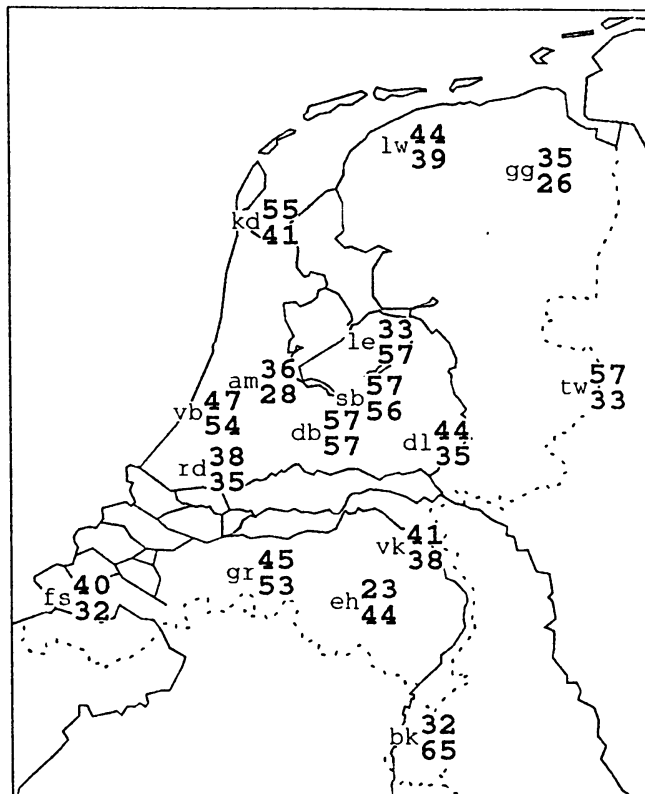 lw 44
39
gg 35
26
kd 55
41
le 33
57
am 36
28
sb 57
56
tw 57
33
vb 47
54
db 57
57
dl 44
35
rd 38
35
vk 41
38
gr 45
53
fs 40
32
eh 23
44
bk 32
65